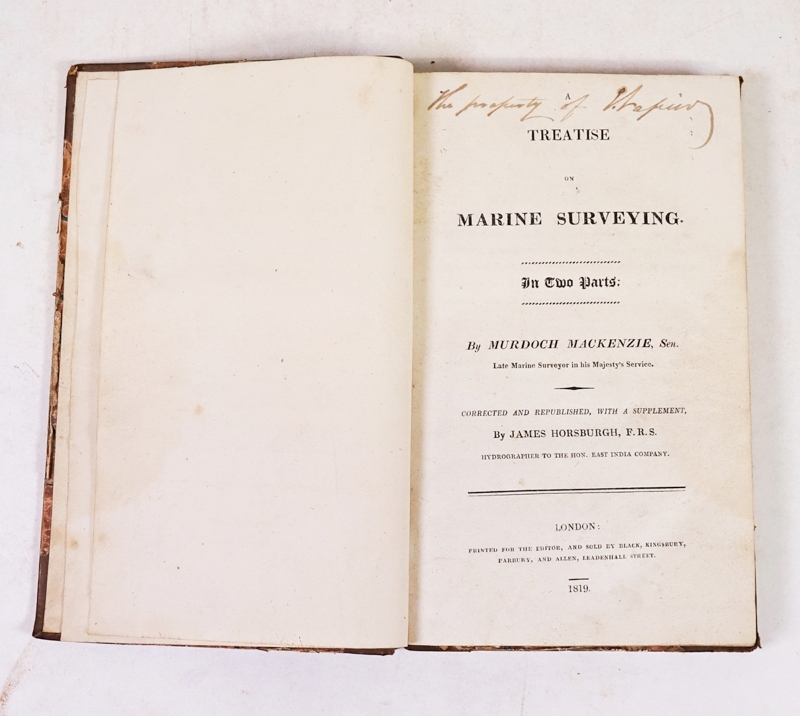 The property of
A
TREATISE
ON
MARINE SURVEYING.
In Two Parts:
By MURDOCH MACKENZIE, Sen.
Late Marine Surveyor in his Majesty's Service.
CORRECTED AND REPUBLISHED, WITH A SUPPLEMENT,
By JAMES HORSBURGH, F.R.S.
HYDROGRAPHER TO THE HON. EAST INDIA COMPANY.
LONDON:
PRINTED FOR THE EDITOR, AND SOLD BY BLACK, KINGSBURY,
PARBURY, AND ALLEN, LEADENHALL STREET.
1819.